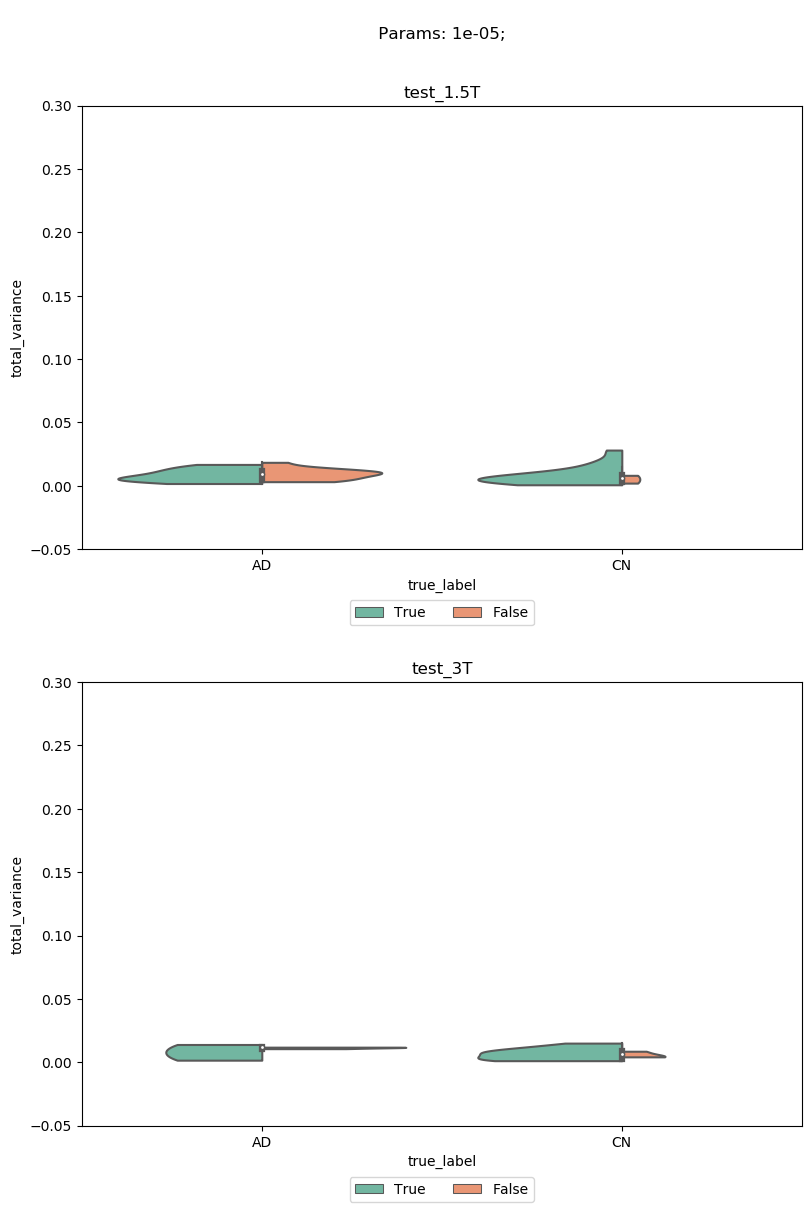 Params: 1e-05;
test_1.5T
0.30
0.25
0.20
0.15
0.10
0.05
0.00
−0.05
total_variance
AD CN
true_label
True False
test_3T
0.30
0.25
0.20
0.15
0.10
0.05
0.00
−0.05
total_variance
AD CN
true_label
True False